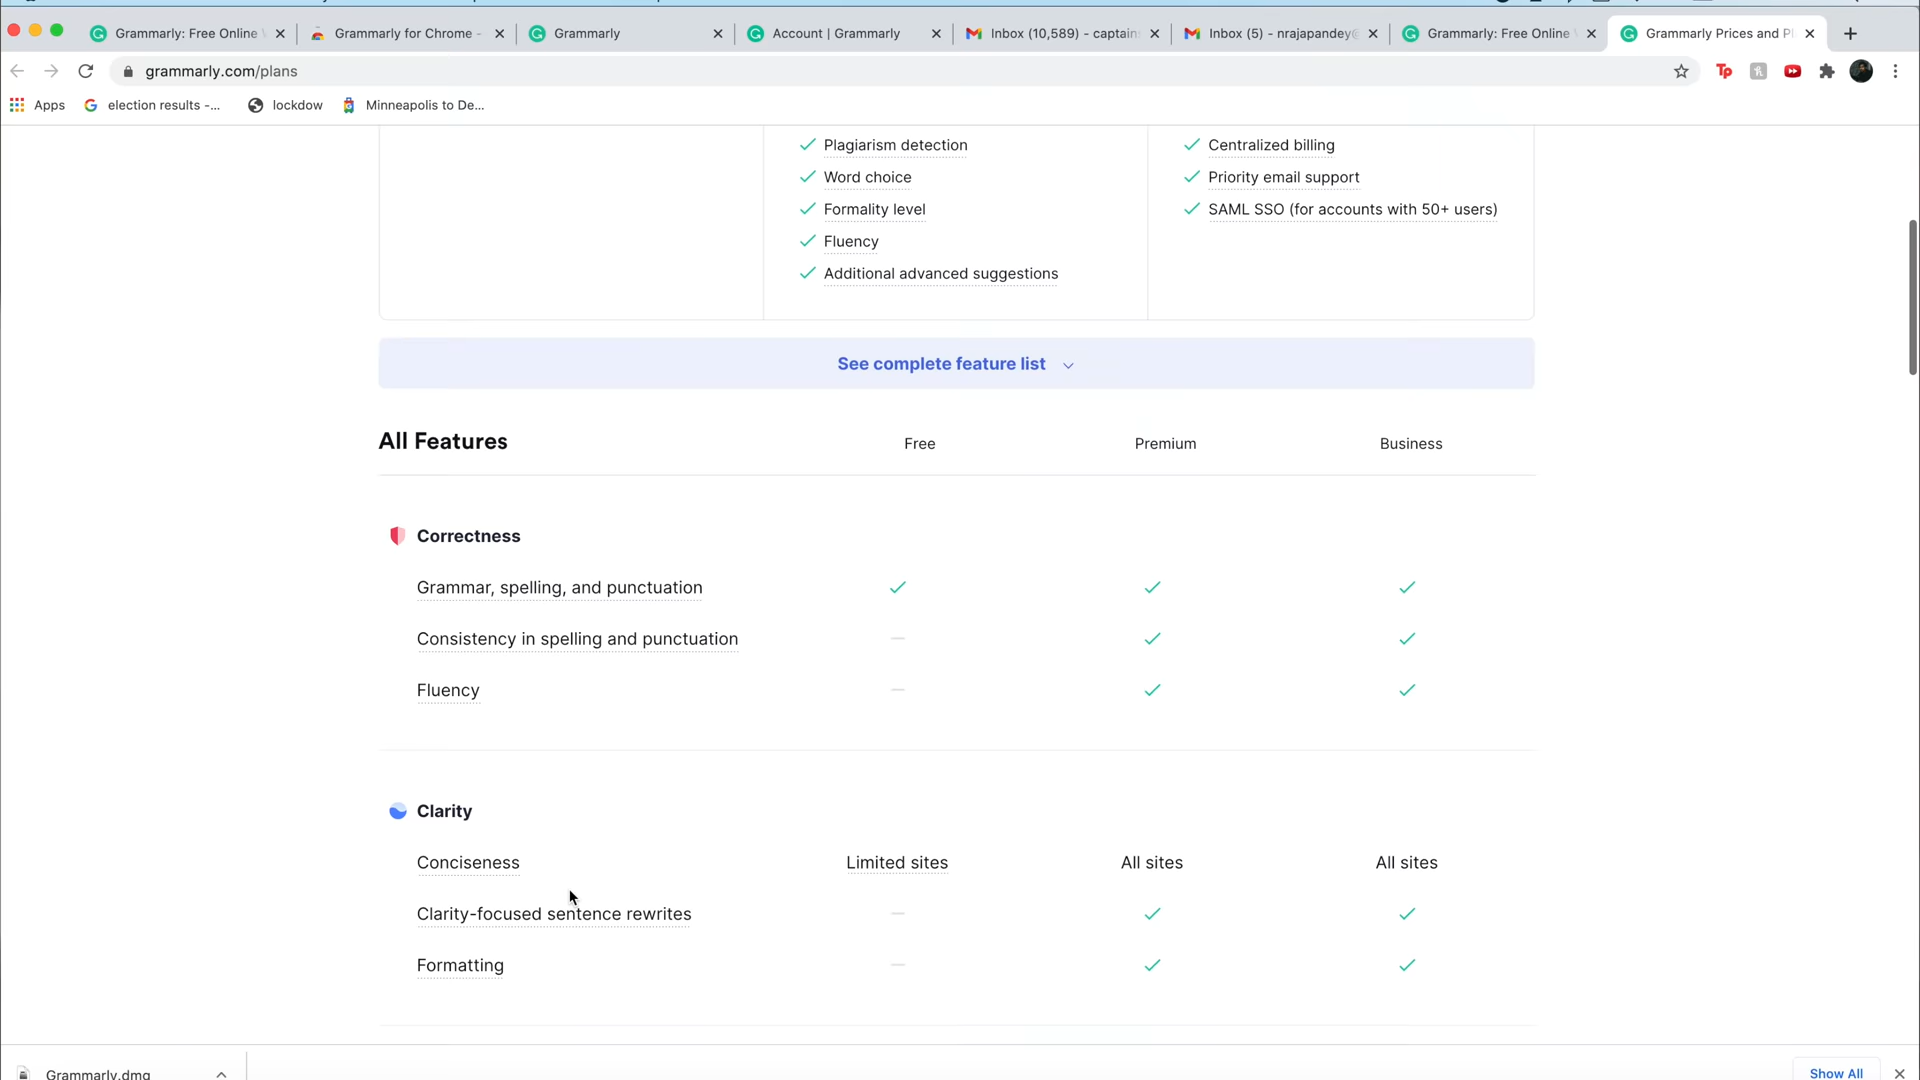 Grammarly: Free Online
Grammarly for Chrome -
Grammarly
Account | Grammarly
Inbox (10,589) - captain
Inbox (5) - nrajapandey@
Grammarly: Free Online
Grammarly Prices and Pl
grammarly.com/plans
Apps
election results -...
lockdow
Minneapolis to De...
Plagiarism detection
Word choice
Formality level
Fluency
Additional advanced suggestions
Centralized billing
Priority email support
SAML SSO (for accounts with 50+ users)
See complete feature list
All Features Free Premium Business
Correctness
Grammar, spelling, and punctuation
Consistency in spelling and punctuation
Fluency
Clarity
Conciseness Limited sites All sites All sites
Clarity-focused sentence rewrites
Formatting
Grammarly.dmg
Show All